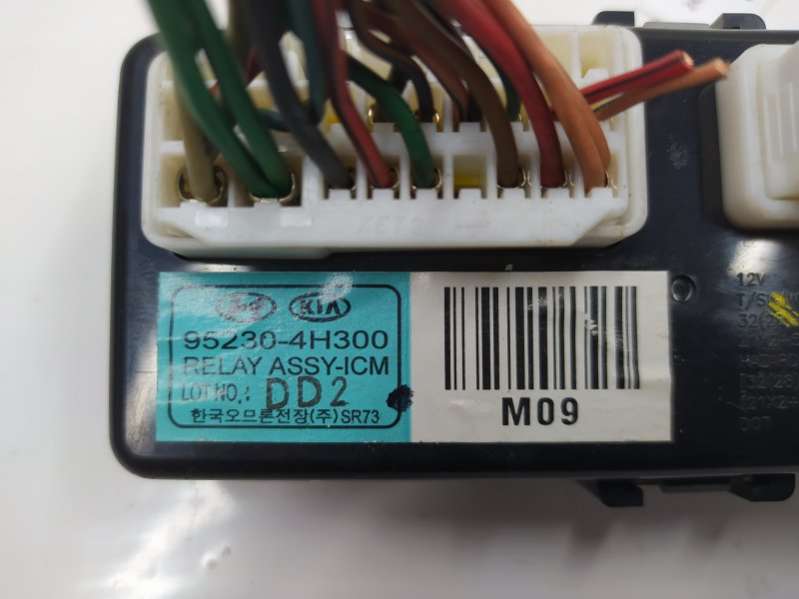 KIA
95230-4H300
RELAY ASSY-ICM
LOT NO.: DD2
한국오므론전장(주) SR73
M09
12V